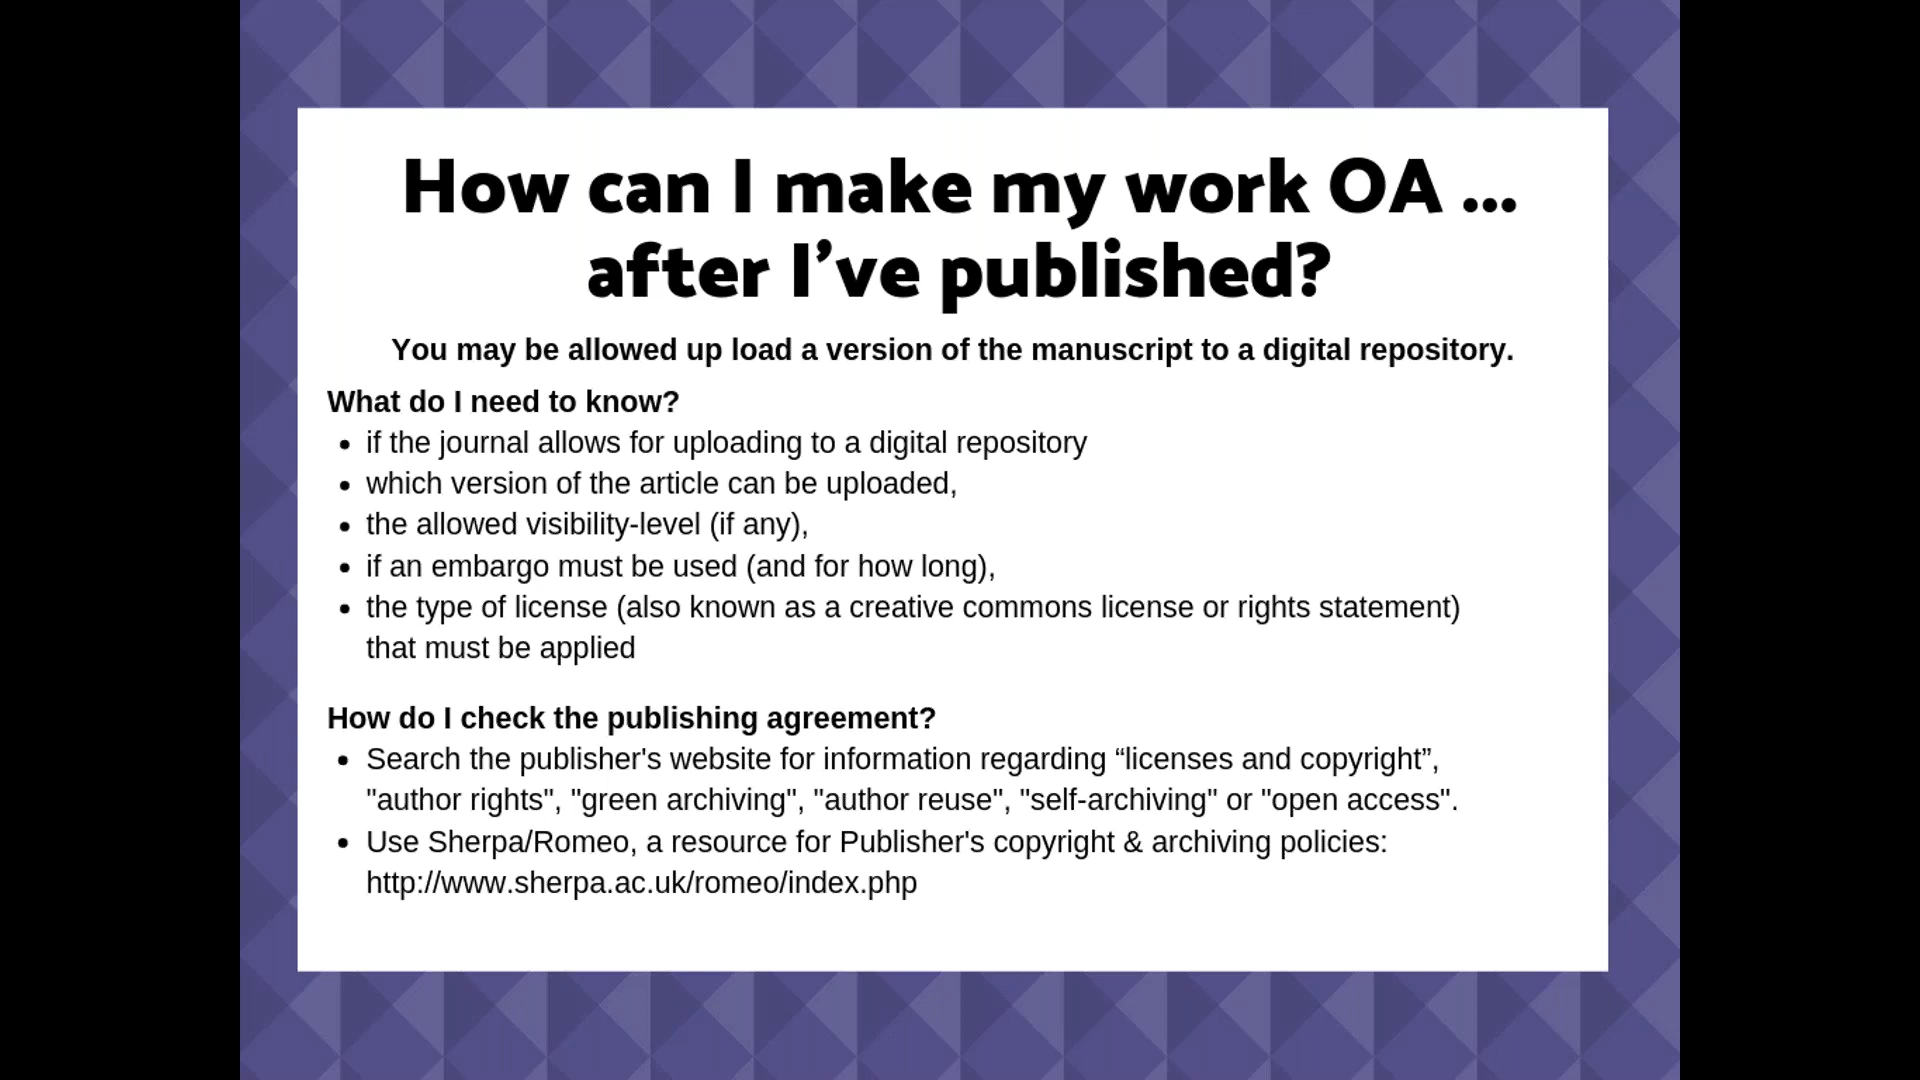 How can I make my work OA ...
after I’ve published?
You may be allowed up load a version of the manuscript to a digital repository.
What do I need to know?
• if the journal allows for uploading to a digital repository
• which version of the article can be uploaded,
• the allowed visibility-level (if any),
• if an embargo must be used (and for how long),
• the type of license (also known as a creative commons license or rights statement)
that must be applied
How do I check the publishing agreement?
• Search the publisher's website for information regarding “licenses and copyright”,
"author rights", "green archiving", "author reuse", "self-archiving" or "open access".
• Use Sherpa/Romeo, a resource for Publisher's copyright & archiving policies:
http://www.sherpa.ac.uk/romeo/index.php